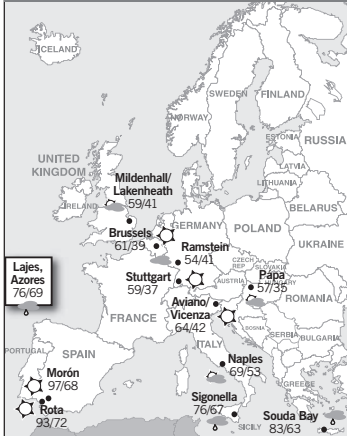 ICELAND
SWEDEN
FINLAND
NORWAY
ESTONIA
RUSSIA
LATVIA
LITHUANIA
UNITED
KINGDOM
Mildenhall/
Lakenheath
59/41
IRELAND
BELARUS
Brussels
61/39
GERMANY
POLAND
Ramstein
54/41
UKRAINE
Lajes,
Azores
76/69
Stuttgart
59/37
CZECH
REP
SLOVAKIA
AUSTRIA
HUNGARY
Pápa
57/35
FRANCE
Aviano/
Vicenza
64/42
ROMANIA
BOSNIA
SERBIA
BULGARIA
ITALY
PORTUGAL
SPAIN
Morón
97/68
Naples
69/53
Rota
93/72
Sigonella
76/67
SICILY
GREECE
Souda Bay
83/63